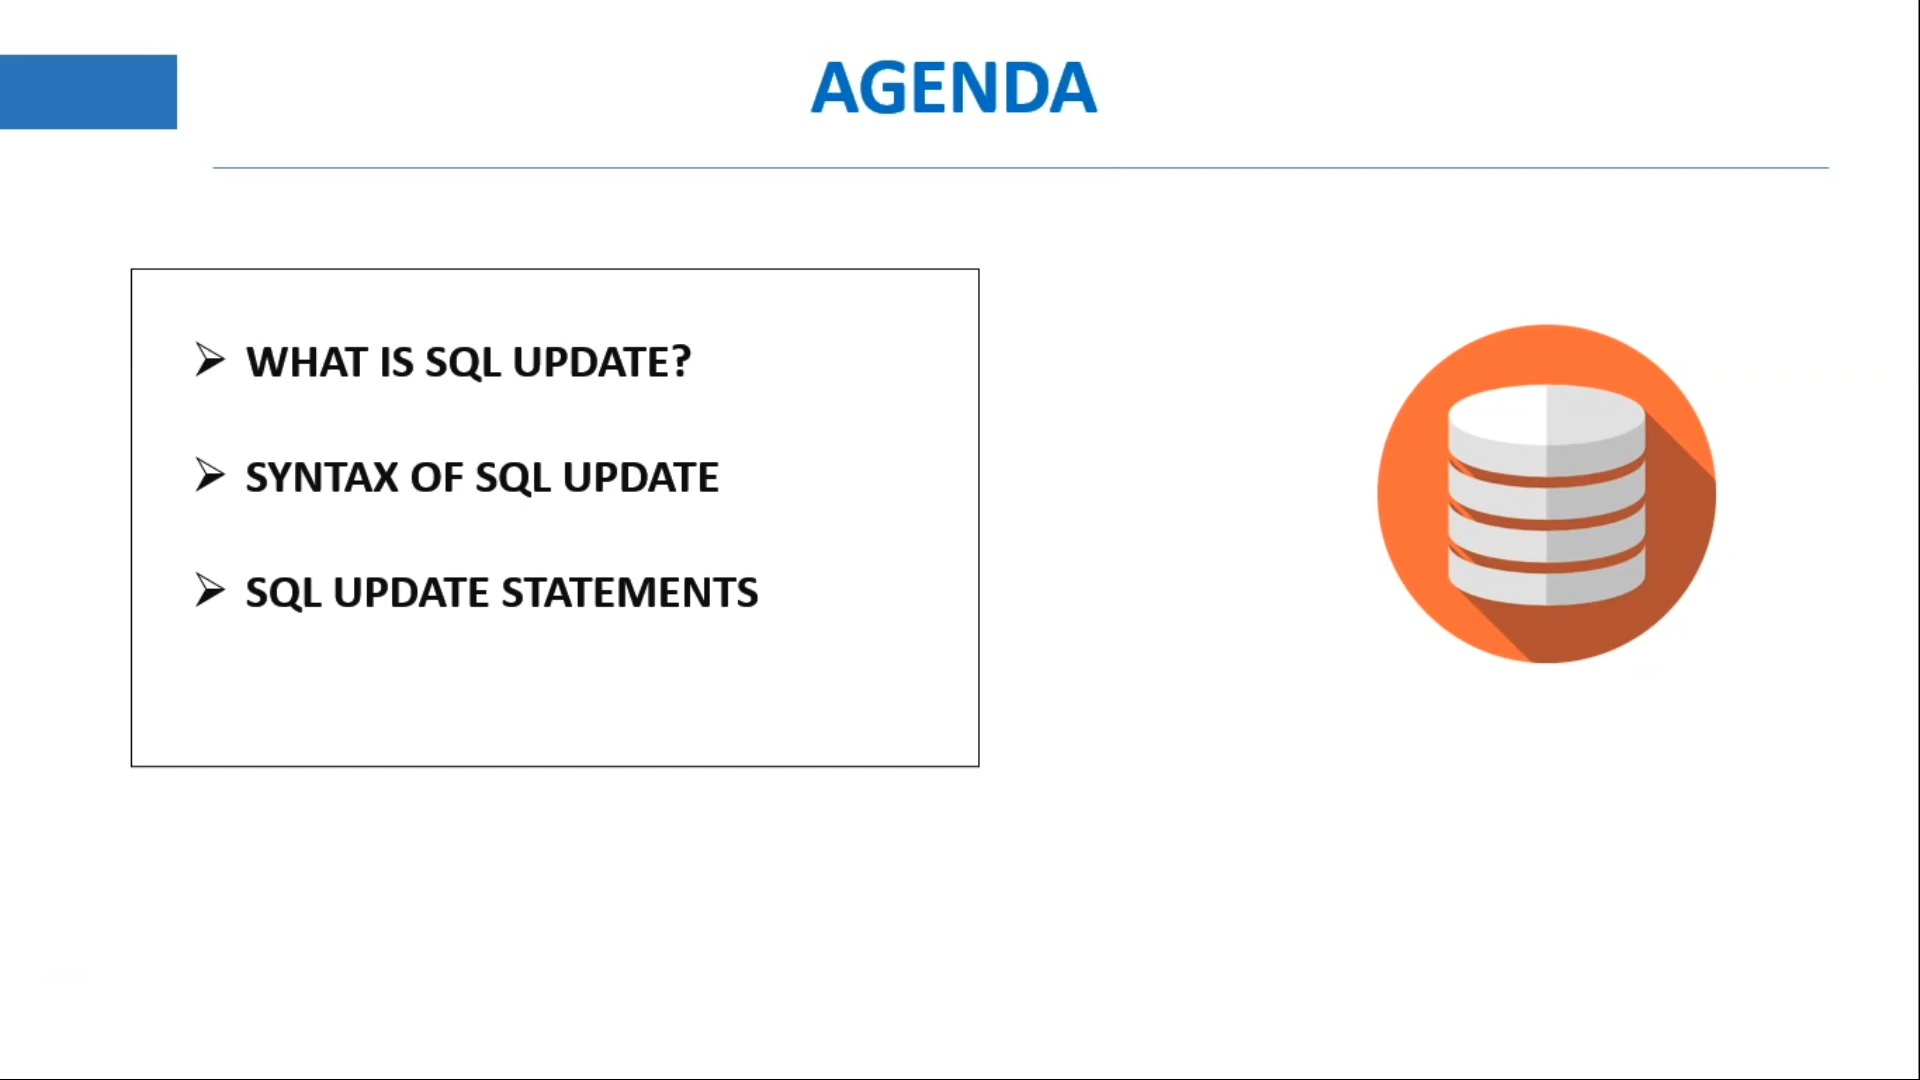 AGENDA
➢ WHAT IS SQL UPDATE?
➢ SYNTAX OF SQL UPDATE
➢ SQL UPDATE STATEMENTS